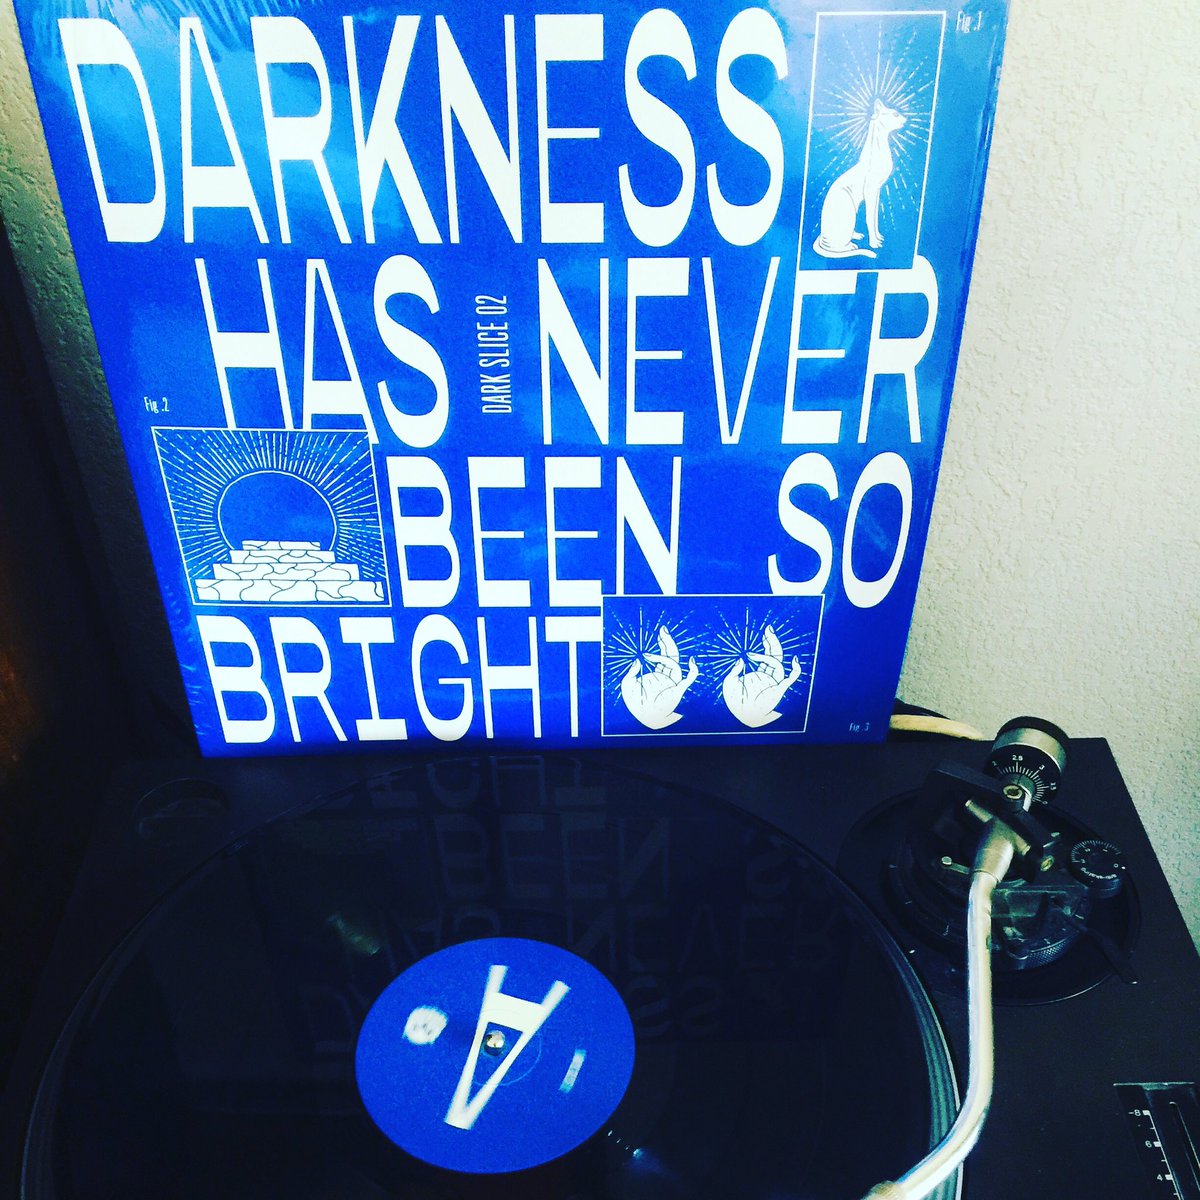 DARKNESS
Fig .1
HAS NEVER
DARK SLICE 02
Fig .2
BEEN SO
BRIGHT
Fig .3
A